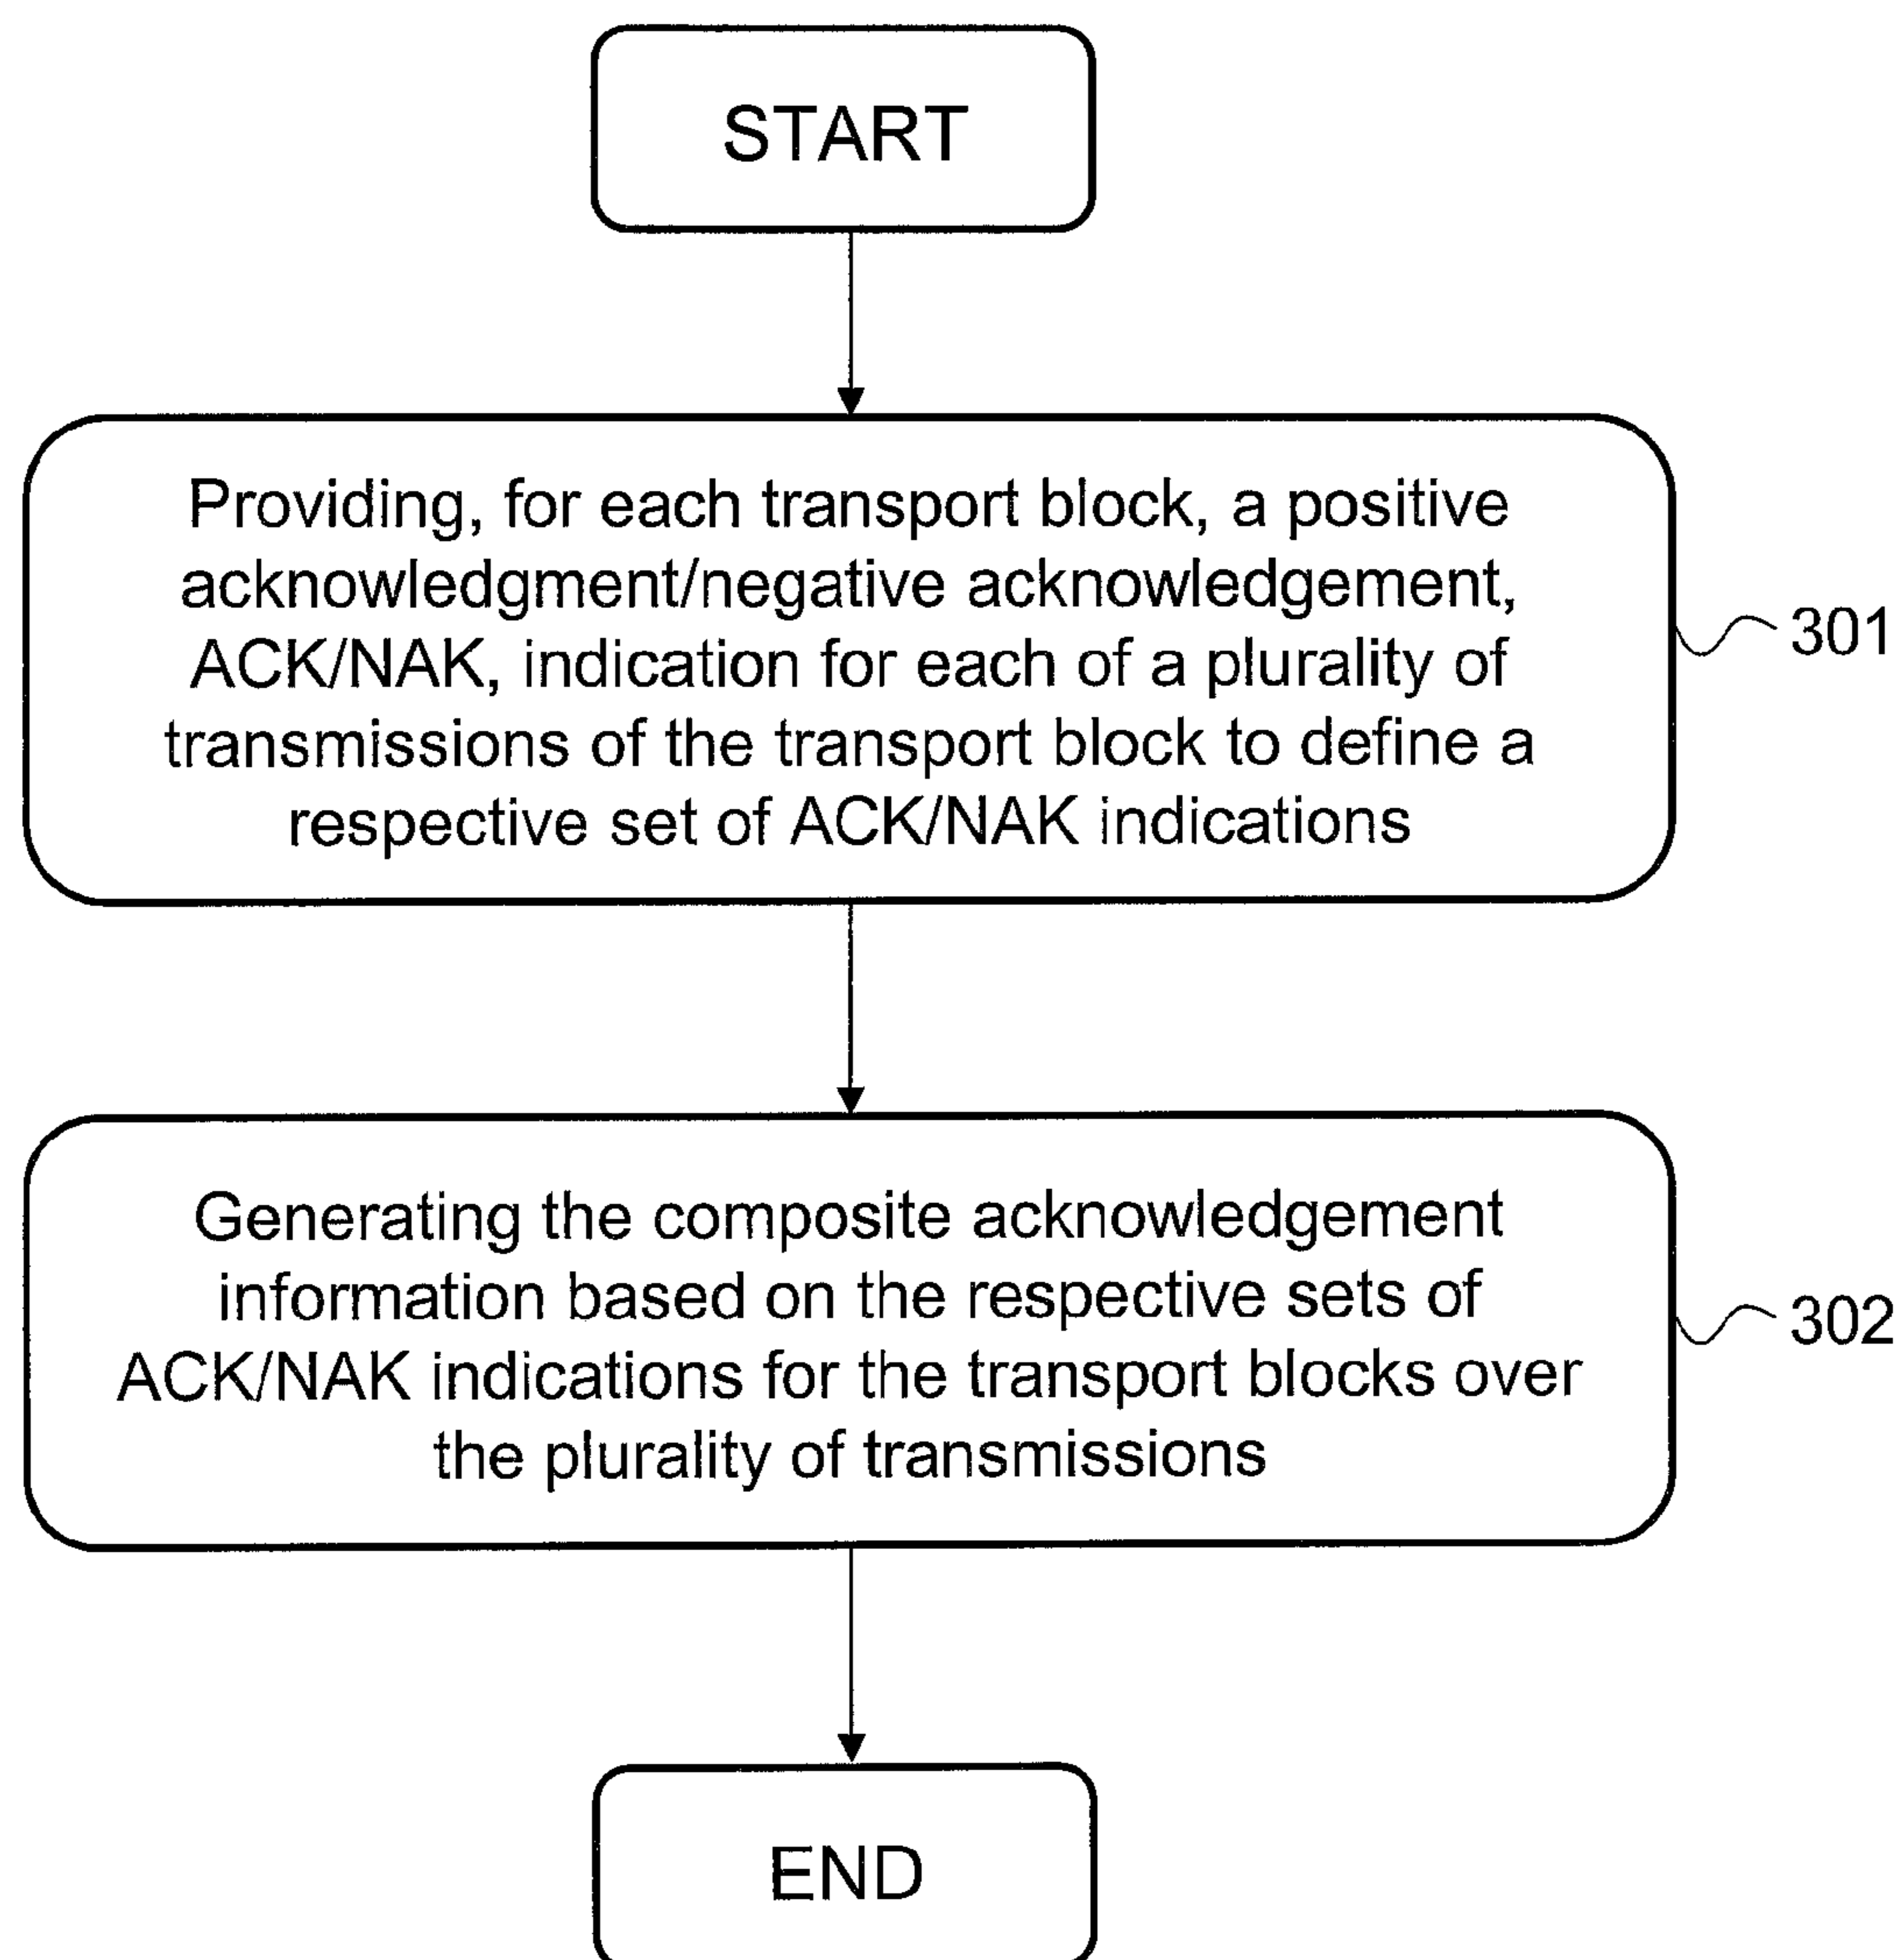 START
Providing, for each transport block, a positive
acknowledgment/negative acknowledgement,
ACK/NAK, indication for each of a plurality of
transmissions of the transport block to define a
respective set of ACK/NAK indications
301
Generating the composite acknowledgement
information based on the respective sets of
ACK/NAK indications for the transport blocks over
the plurality of transmissions
302
END